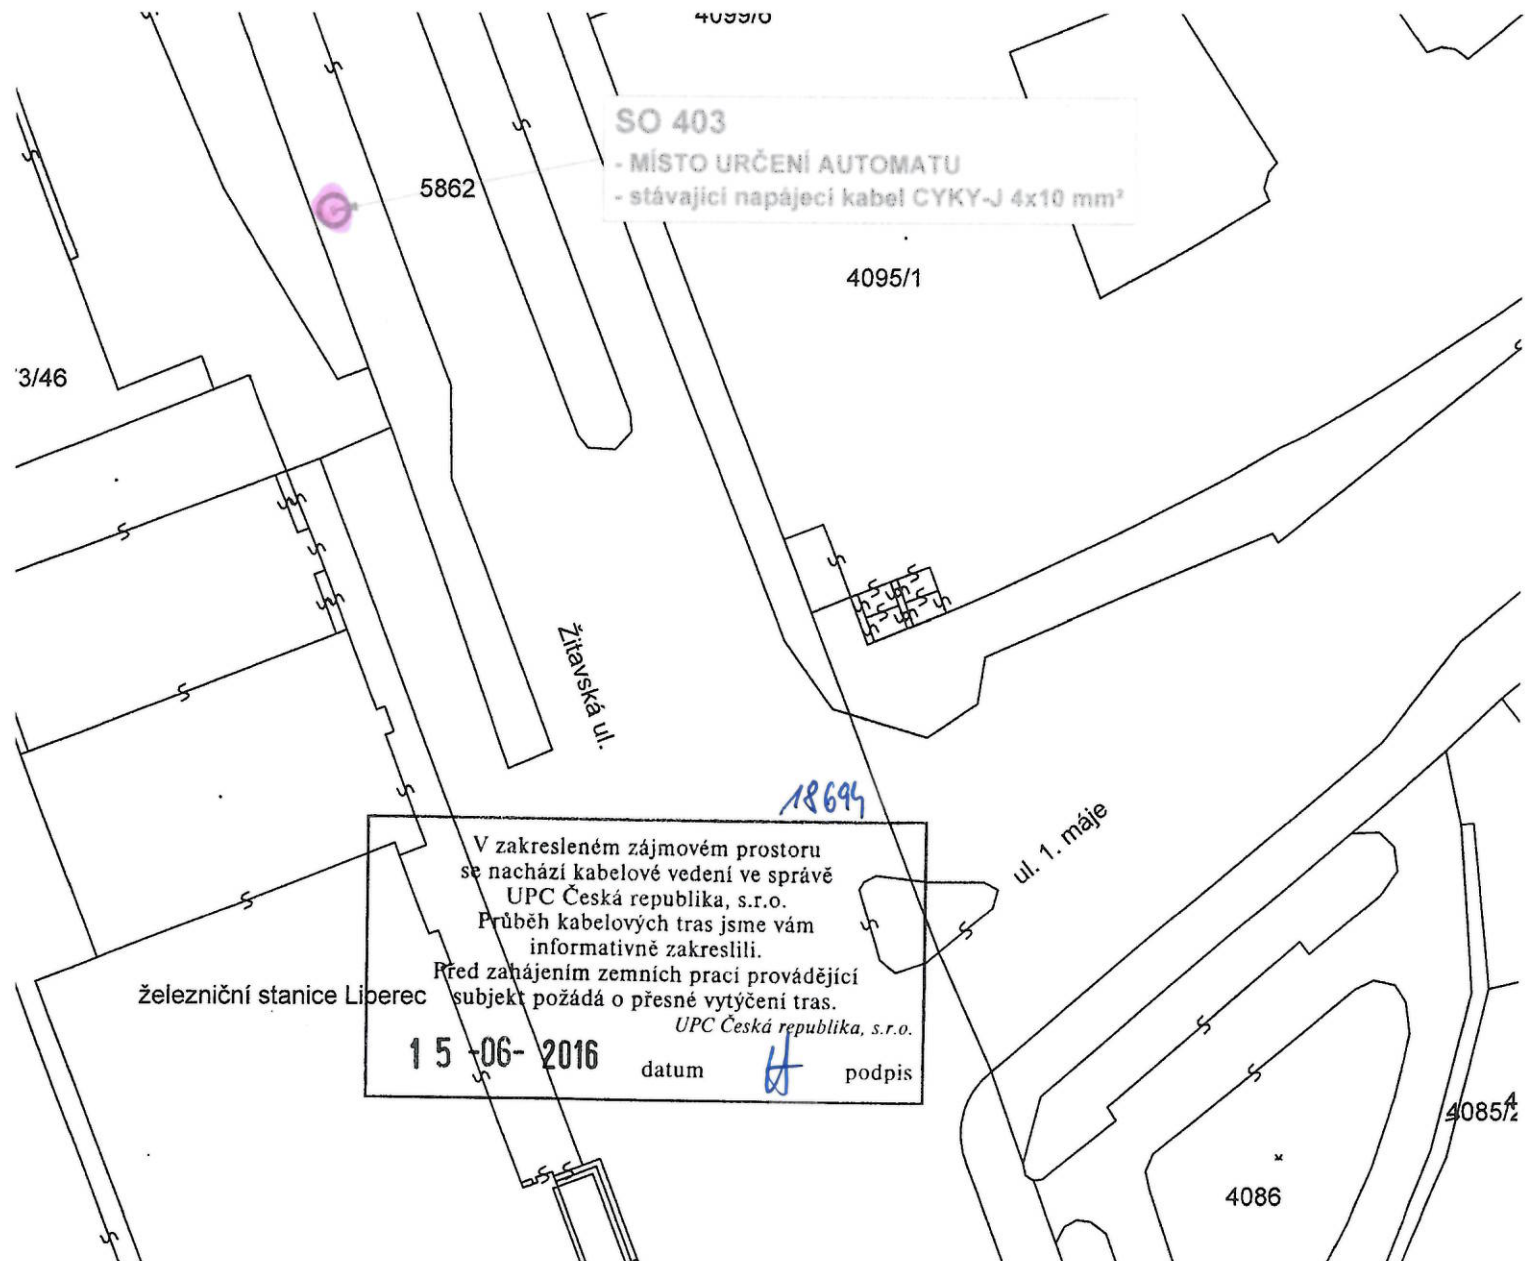 4099/6
SO 403
- MÍSTO URČENÍ AUTOMATU
- stávající napájecí kabel CYKY-J 4x10 mm²
5862
4095/1
3/46
Žitavská ul.
18694
ul. 1. máje
V zakresleném zájmovém prostoru
se nachází kabelové vedení ve správě
UPC Česká republika, s.r.o.
Průběh kabelových tras jsme vám
informativně zakreslili.
Před zahájením zemních prací provádějící
subjekt požádá o přesné vytýčení tras.
UPC Česká republika, s.r.o.
15 -06- 2016 datum podpis
železniční stanice Liberec
4085/2
4
4086